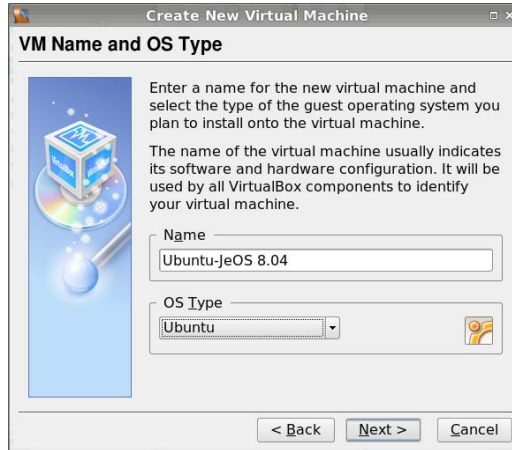 Create New Virtual Machine
VM Name and OS Type
Enter a name for the new virtual machine and
select the type of the guest operating system you
plan to install onto the virtual machine.
The name of the virtual machine usually indicates
its software and hardware configuration. It will be
used by all VirtualBox components to identify
your virtual machine.
VirtualBox
VirtualBox
Name
Ubuntu-JeOS 8.04
OS Type
Ubuntu
< Back Next > Cancel